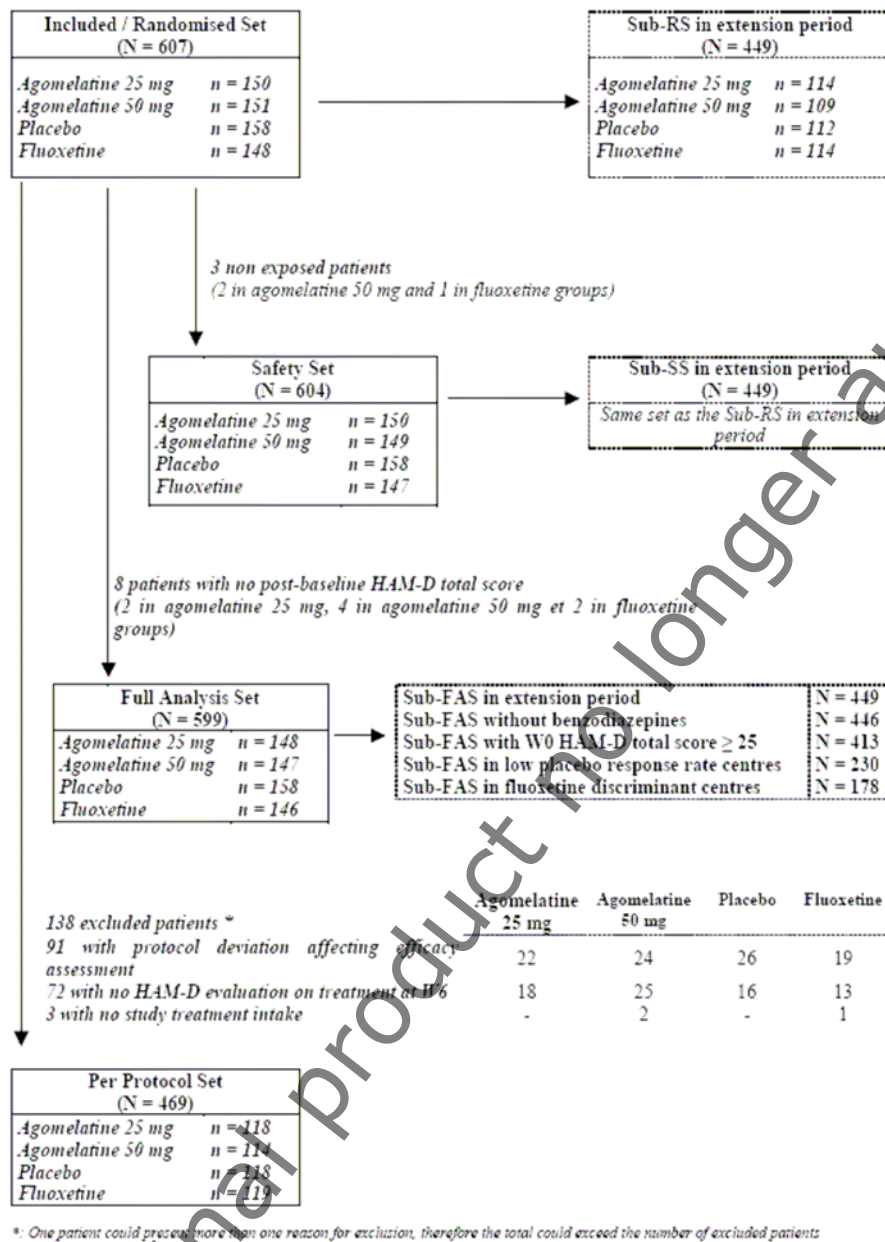 Included / Randomised Set
(N = 607)
Agomelatine 25 mg n = 150
Agomelatine 50 mg n = 151
Placebo n = 158
Fluoxetine n = 148
Sub-RS in extension period
(N = 449)
Agomelatine 25 mg n = 114
Agomelatine 50 mg n = 109
Placebo n = 112
Fluoxetine n = 114
3 non exposed patients
(2 in agomelatine 50 mg and 1 in fluoxetine groups)
Safety Set
(N = 604)
Agomelatine 25 mg n = 150
Agomelatine 50 mg n = 149
Placebo n = 158
Fluoxetine n = 147
Sub-SS in extension period
(N = 449)
Same set as the Sub-RS in extension
period
8 patients with no post-baseline HAM-D total score
(2 in agomelatine 25 mg, 4 in agomelatine 50 mg et 2 in fluoxetine
groups)
Full Analysis Set
(N = 599)
Agomelatine 25 mg n = 148
Agomelatine 50 mg n = 147
Placebo n = 158
Fluoxetine n = 146
Sub-FAS in extension period N = 449
Sub-FAS without benzodiazepines N = 446
Sub-FAS with W0 HAM-D total score ≥ 25 N = 413
Sub-FAS in low placebo response rate centres N = 230
Sub-FAS in fluoxetine discriminant centres N = 178
Agomelatine Agomelatine Placebo Fluoxetine
25 mg 50 mg
138 excluded patients *
91 with protocol deviation affecting efficacy
assessment 22 24 26 19
72 with no HAM-D evaluation on treatment at W6 18 25 16 13
3 with no study treatment intake - 2 - 1
Per Protocol Set
(N = 469)
Agomelatine 25 mg n = 118
Agomelatine 50 mg n = 114
Placebo n = 118
Fluoxetine n = 119
*: One patient could present more than one reason for exclusion, therefore the total could exceed the number of excluded patients
nal product no longer au